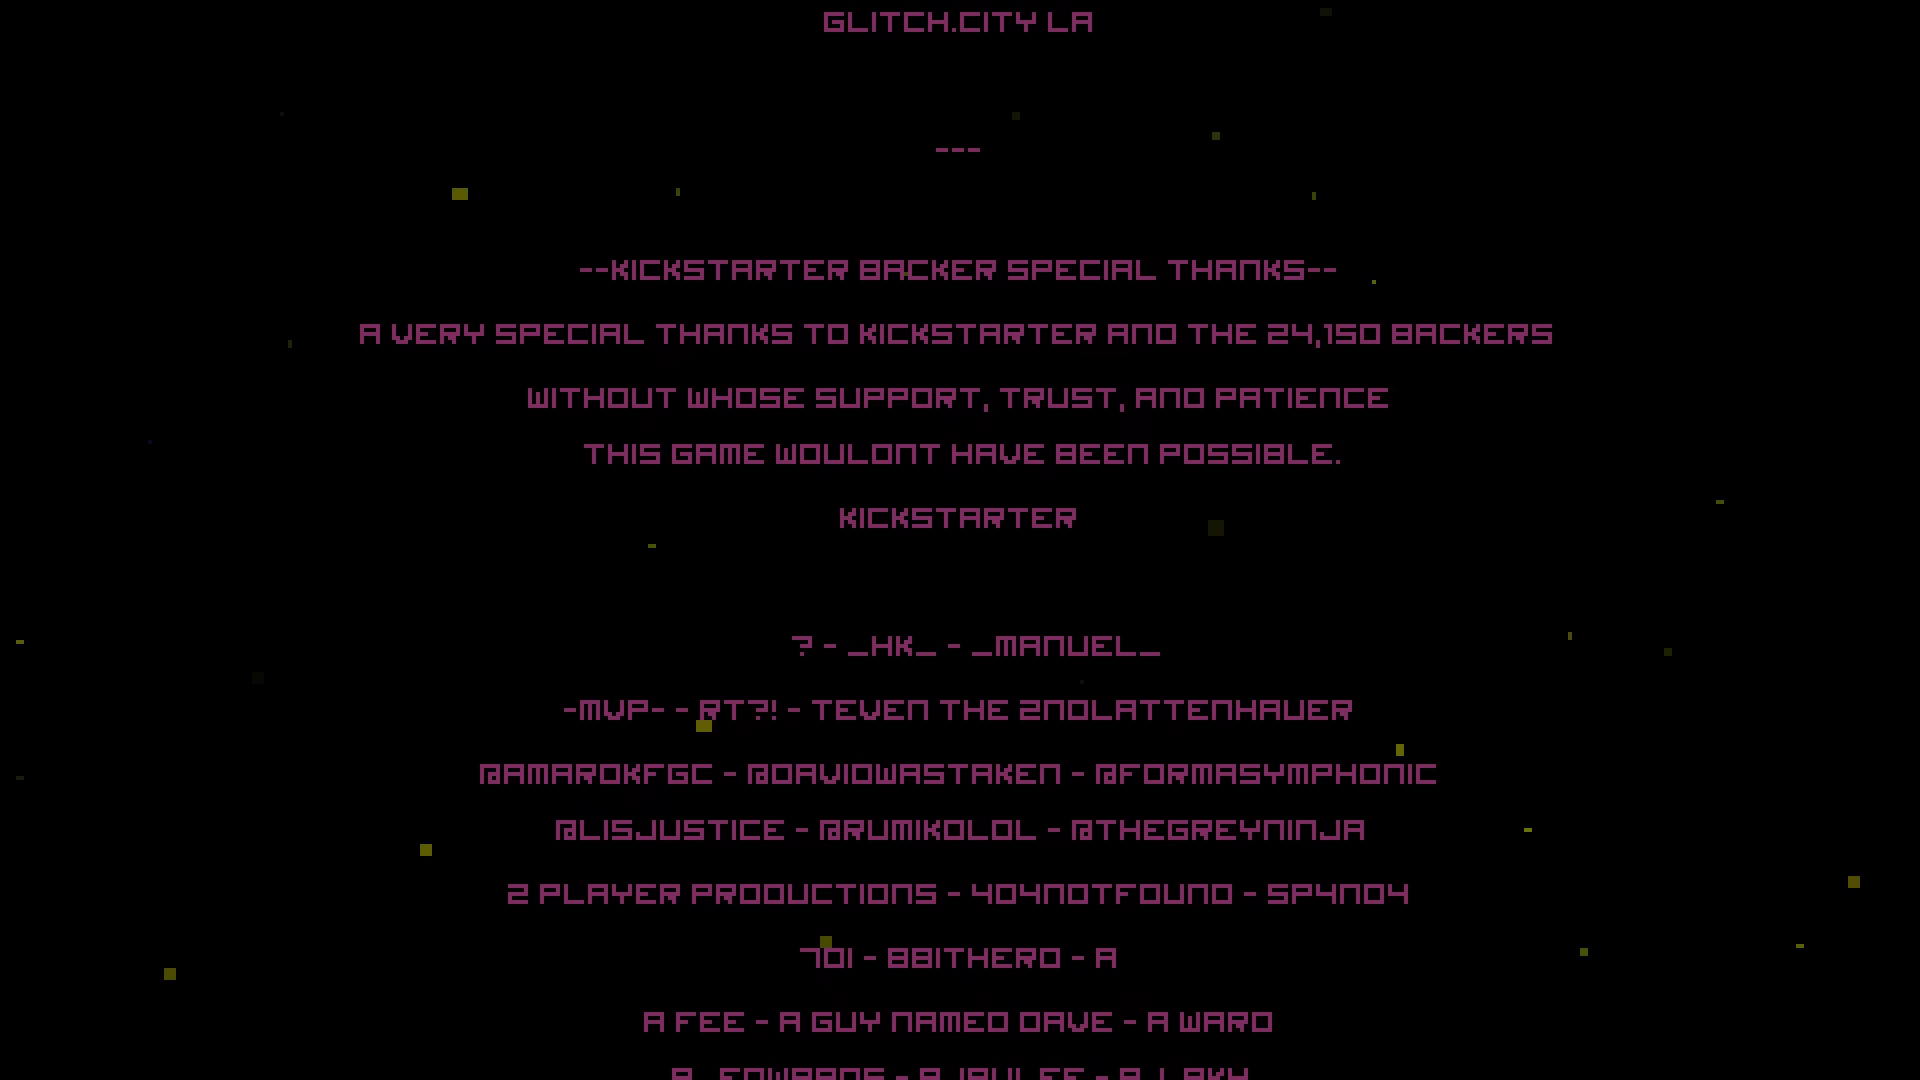 GLITCH.CITY LA
---
--KICKSTARTER BACKER SPECIAL THANKS--
A VERY SPECIAL THANKS TO KICKSTARTER AND THE 24,150 BACKERS
WITHOUT WHOSE SUPPORT, TRUST, AND PATIENCE
THIS GAME WOULDNT HAVE BEEN POSSIBLE.
KICKSTARTER
? - _HK_ - _MANUEL_
-MVP- - RT?! - TEVEN THE 2NDLATTENHAUER
@AMAROKFGC - @DAVIDWASTAKEN - @FORMASYMPHONIC
@LISJUSTICE - @RUMIKOLOL - @THEGREYNINJA
2 PLAYER PRODUCTIONS - 404NOTFOUND - 5P4ND4
701 - 8BITHERO - A
A FEE - A GUY NAMED DAVE - A WARD